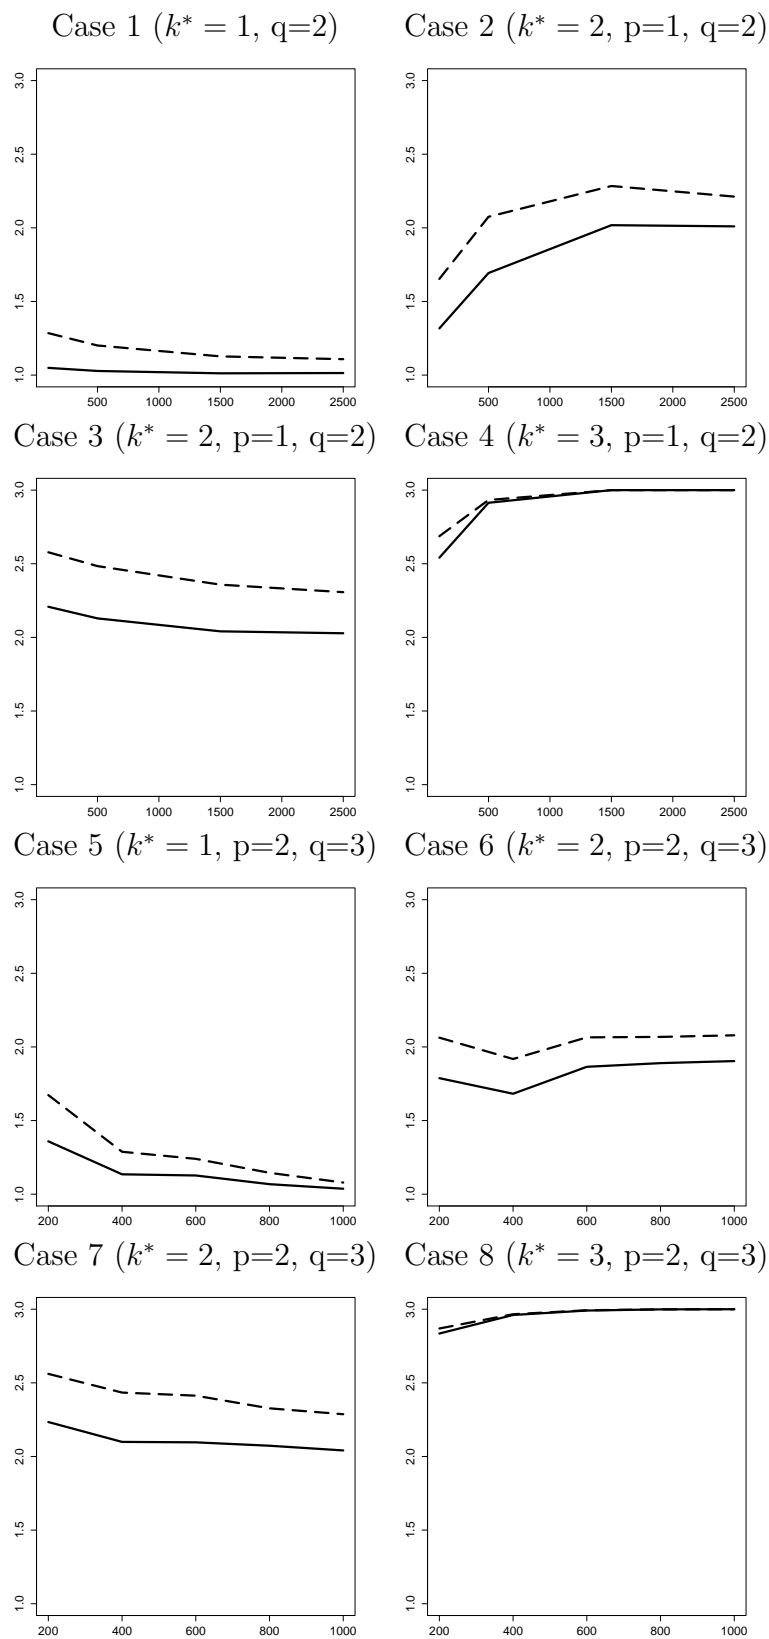 Case 1 (k* = 1, q=2)
Case 2 (k* = 2, p=1, q=2)
3.0
2.5
2.0
1.5
1.0
500 1000 1500 2000 2500
3.0
2.5
2.0
1.5
1.0
500 1000 1500 2000 2500
Case 3 (k* = 2, p=1, q=2)
Case 4 (k* = 3, p=1, q=2)
3.0
2.5
2.0
1.5
1.0
500 1000 1500 2000 2500
3.0
2.5
2.0
1.5
1.0
500 1000 1500 2000 2500
Case 5 (k* = 1, p=2, q=3)
Case 6 (k* = 2, p=2, q=3)
3.0
2.5
2.0
1.5
1.0
200 400 600 800 1000
3.0
2.5
2.0
1.5
1.0
200 400 600 800 1000
Case 7 (k* = 2, p=2, q=3)
Case 8 (k* = 3, p=2, q=3)
3.0
2.5
2.0
1.5
1.0
200 400 600 800 1000
3.0
2.5
2.0
1.5
1.0
200 400 600 800 1000